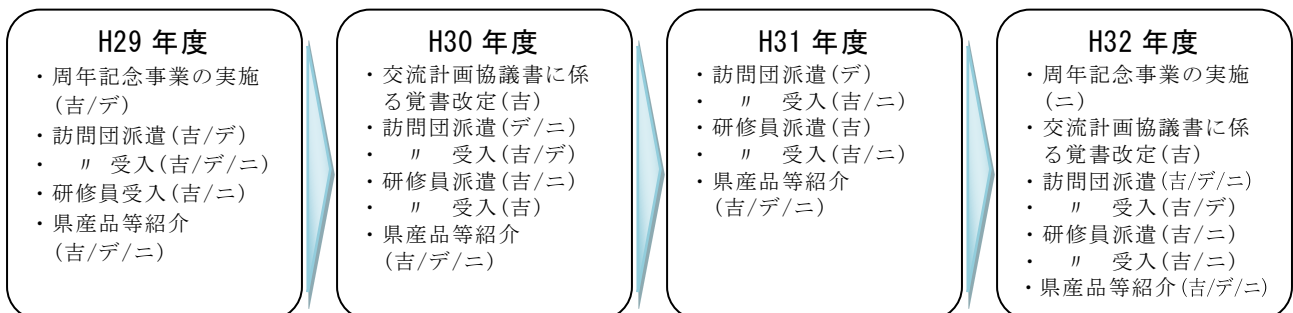 H29 年度
・周年記念事業の実施
(吉/デ)
・訪問団派遣(吉/デ)
・ 〃 受入(吉/デ/ニ)
・研修員受入(吉/ニ)
・県産品等紹介
(吉/デ/ニ)
H30 年度
・交流計画協議書に係
る覚書改定(吉)
・訪問団派遣(デ/ニ)
・ 〃 受入(吉/デ)
・研修員派遣(吉/ニ)
・ 〃 受入(吉)
・県産品等紹介
(吉/デ/ニ)
H31 年度
・訪問団派遣(デ)
・ 〃 受入(吉/ニ)
・研修員派遣(吉)
・ 〃 受入(吉/ニ)
・県産品等紹介
(吉/デ/ニ)
H32 年度
・周年記念事業の実施
(ニ)
・交流計画協議書に係
る覚書改定(吉)
・訪問団派遣(吉/デ/ニ)
・ 〃 受入(吉/デ)
・研修員派遣(吉/ニ)
・ 〃 受入(吉/ニ)
・県産品等紹介(吉/デ/ニ)